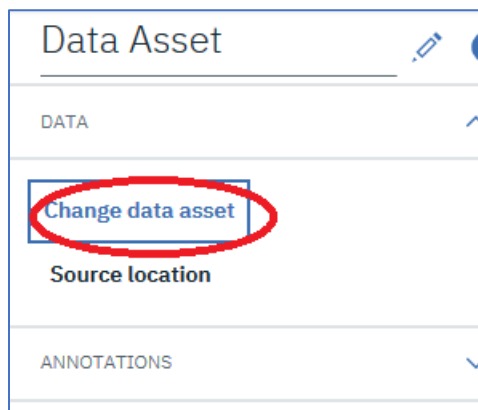 Data Asset
DATA
Change data asset
Source location
ANNOTATIONS